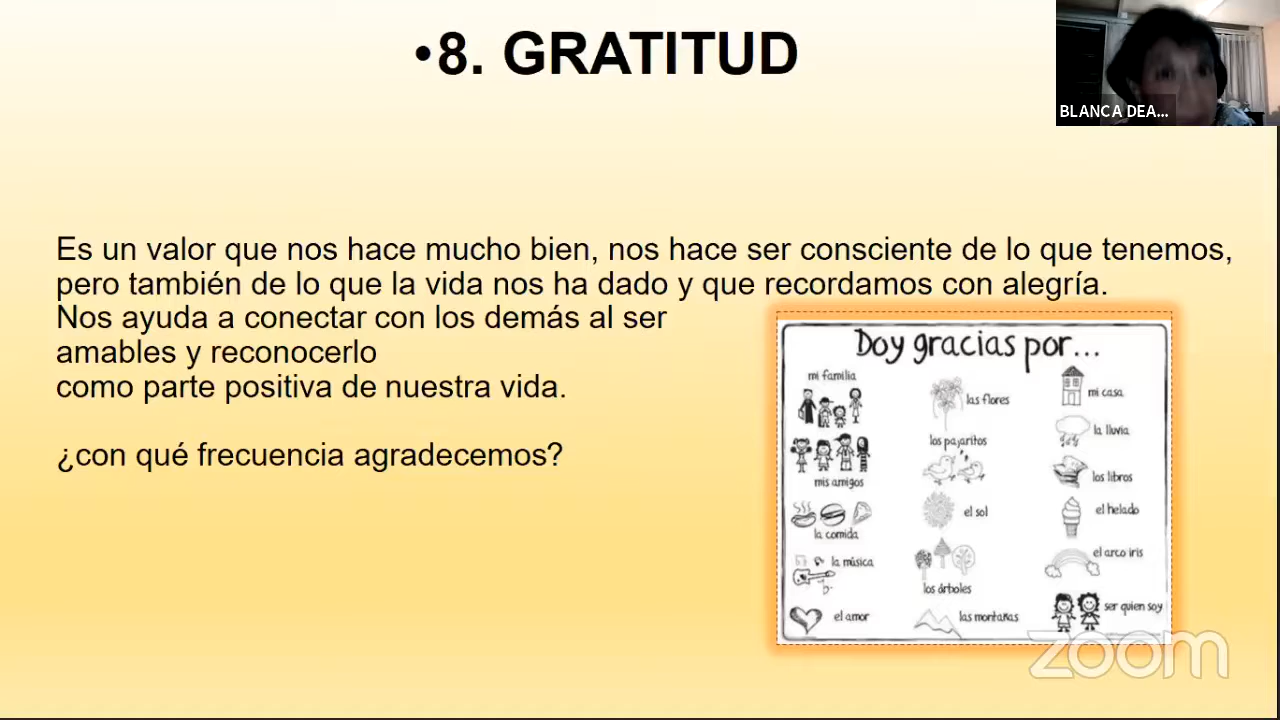 •8. GRATITUD
BLANCA DEA...
Es un valor que nos hace mucho bien, nos hace ser consciente de lo que tenemos,
pero también de lo que la vida nos ha dado y que recordamos con alegría.
Nos ayuda a conectar con los demás al ser
amables y reconocerlo
como parte positiva de nuestra vida.
¿con qué frecuencia agradecemos?
Doy gracias por...
mi familia
mis amigos
la comida
la música
el amor
las flores
los pajaritos
el sol
los árboles
las montañas
mi casa
la lluvia
los libros
el helado
el arco iris
ser quien soy
zoom